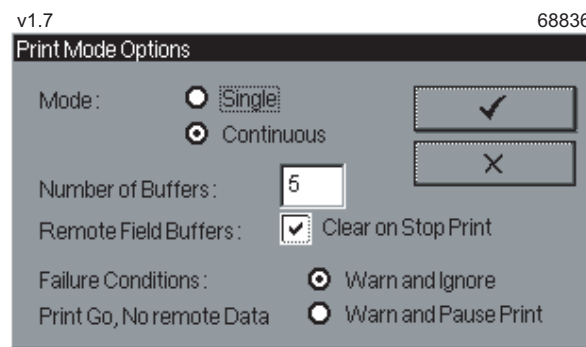 v1.7 68836
Print Mode Options
Mode: Single
Continuous
Number of Buffers: 5
Remote Field Buffers: Clear on Stop Print
Failure Conditions: Warn and Ignore
Print Go, No remote Data Warn and Pause Print